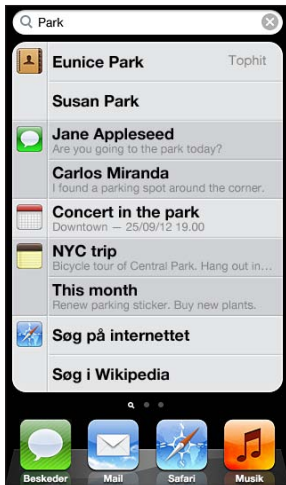 Park
Eunice Park Tophit
Susan Park
Jane Appleseed
Are you going to the park today?
Carlos Miranda
I found a parking spot around the corner.
Concert in the park
Downtown — 25/09/12 19.00
NYC trip
Bicycle tour of Central Park. Hang out in...
This month
Renew parking sticker. Buy new plants.
Søg på internettet
Søg i Wikipedia
Beskeder Mail Safari Musik